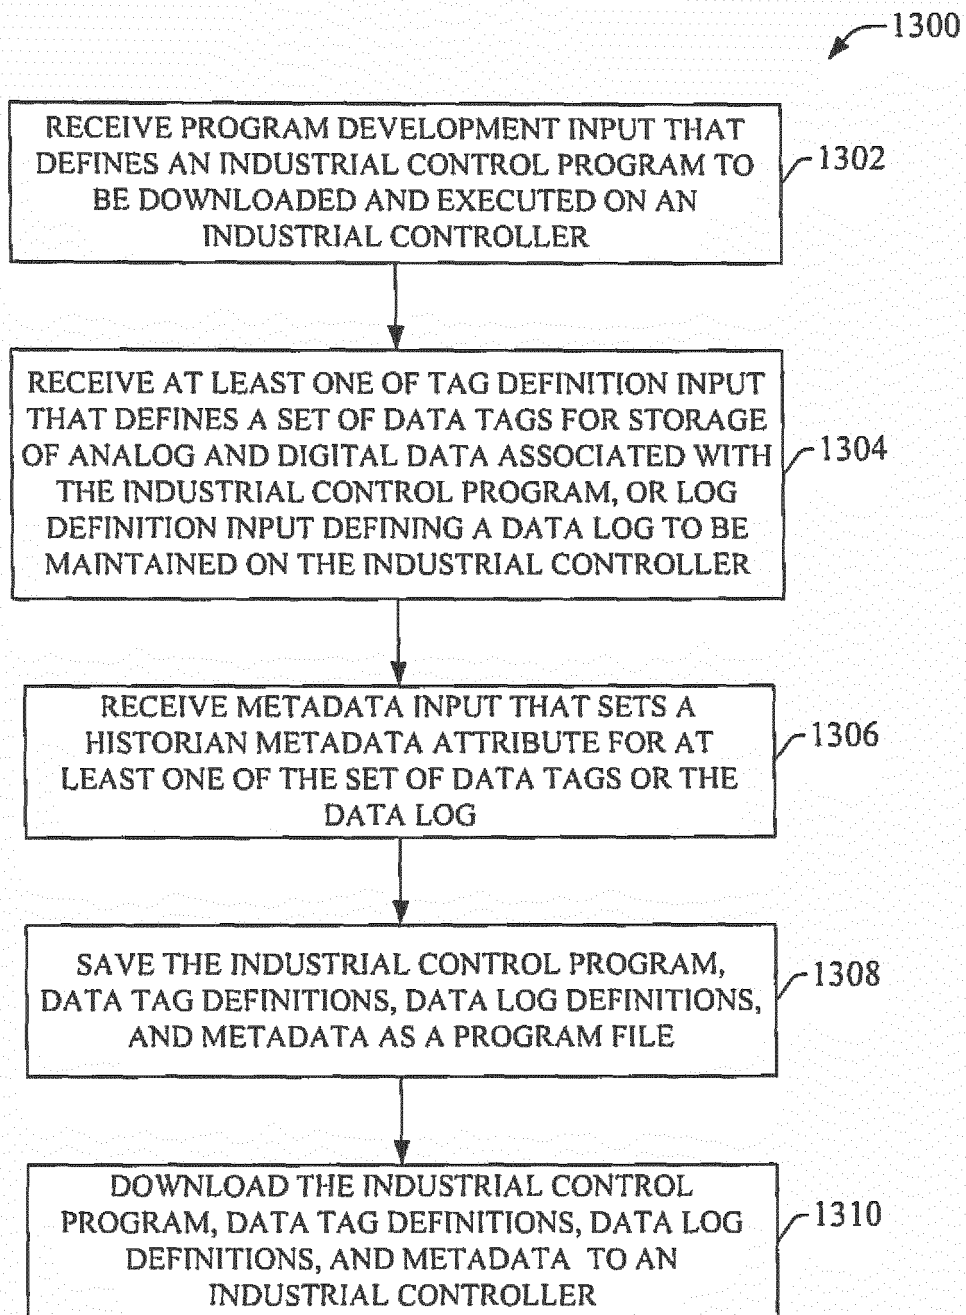 1300
RECEIVE PROGRAM DEVELOPMENT INPUT THAT
DEFINES AN INDUSTRIAL CONTROL PROGRAM TO
BE DOWNLOADED AND EXECUTED ON AN
INDUSTRIAL CONTROLLER
1302
RECEIVE AT LEAST ONE OF TAG DEFINITION INPUT
THAT DEFINES A SET OF DATA TAGS FOR STORAGE
OF ANALOG AND DIGITAL DATA ASSOCIATED WITH
THE INDUSTRIAL CONTROL PROGRAM, OR LOG
DEFINITION INPUT DEFINING A DATA LOG TO BE
MAINTAINED ON THE INDUSTRIAL CONTROLLER
1304
RECEIVE METADATA INPUT THAT SETS A
HISTORIAN METADATA ATTRIBUTE FOR AT
LEAST ONE OF THE SET OF DATA TAGS OR THE
DATA LOG
1306
SAVE THE INDUSTRIAL CONTROL PROGRAM,
DATA TAG DEFINITIONS, DATA LOG DEFINITIONS,
AND METADATA AS A PROGRAM FILE
1308
DOWNLOAD THE INDUSTRIAL CONTROL
PROGRAM, DATA TAG DEFINITIONS, DATA LOG
DEFINITIONS, AND METADATA TO AN
INDUSTRIAL CONTROLLER
1310